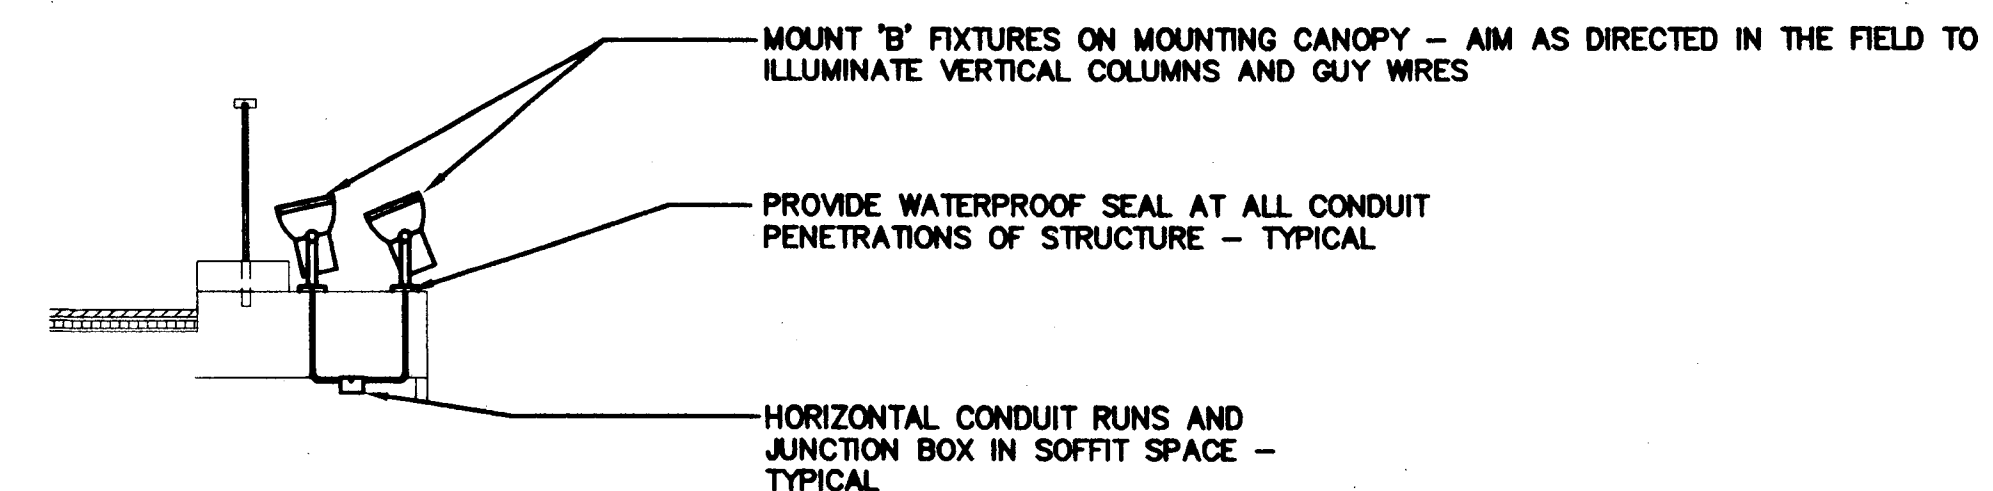 MOUNT 'B' FIXTURES ON MOUNTING CANOPY – AIM AS DIRECTED IN THE FIELD TO
ILLUMINATE VERTICAL COLUMNS AND GUY WIRES
PROVIDE WATERPROOF SEAL AT ALL CONDUIT
PENETRATIONS OF STRUCTURE – TYPICAL
HORIZONTAL CONDUIT RUNS AND
JUNCTION BOX IN SOFFIT SPACE –
TYPICAL